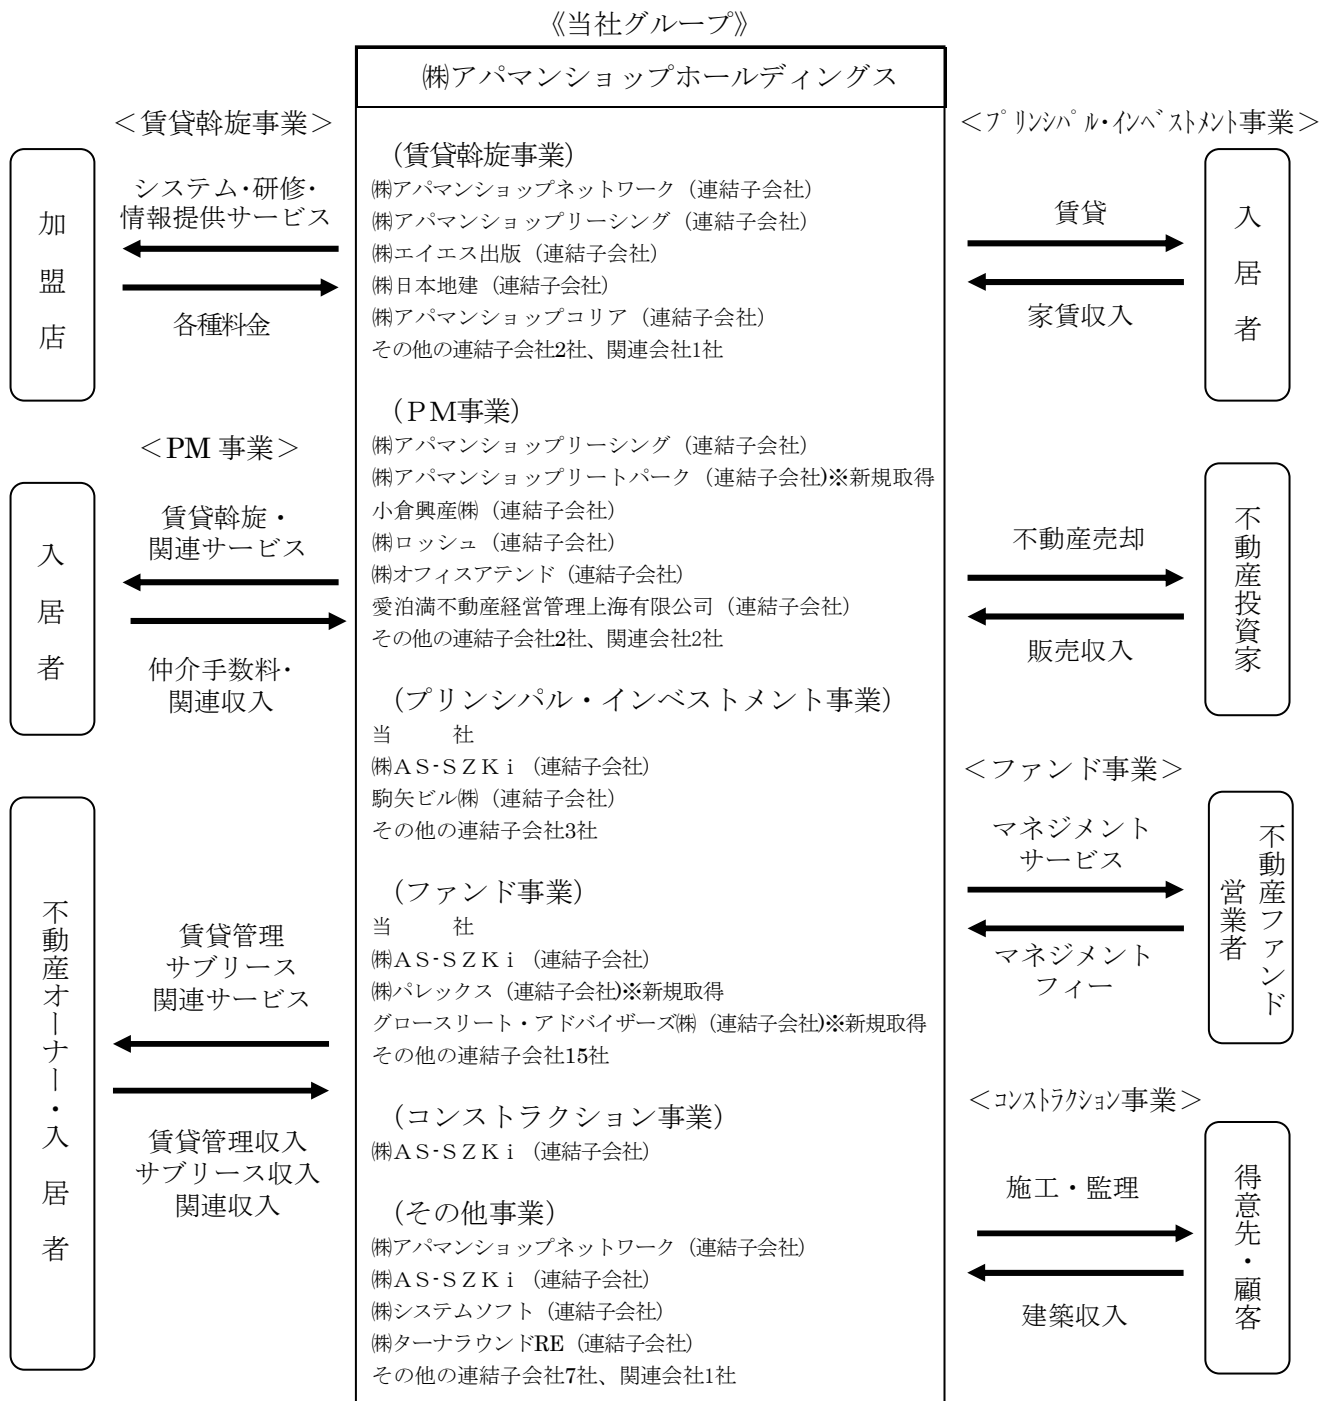 《当社グループ》
㈱アパマンショップホールディングス
＜賃貸斡旋事業＞
加盟店
システム・研修・
情報提供サービス
各種料金
＜PM 事業＞
入居者
賃貸斡旋・
関連サービス
仲介手数料・
関連収入
不動産オーナー・入居者
賃貸管理
サブリース
関連サービス
賃貸管理収入
サブリース収入
関連収入
（賃貸斡旋事業）
㈱アパマンショップネットワーク（連結子会社）
㈱アパマンショップリーシング（連結子会社）
㈱エイエス出版（連結子会社）
㈱日本地建（連結子会社）
㈱アパマンショップコリア（連結子会社）
その他の連結子会社2社、関連会社1社
（ＰＭ事業）
㈱アパマンショップリーシング（連結子会社）
㈱アパマンショップリートパーク（連結子会社)※新規取得
小倉興産㈱（連結子会社）
㈱ロッシュ（連結子会社）
㈱オフィスアテンド（連結子会社）
愛泊満不動産経営管理上海有限公司（連結子会社）
その他の連結子会社2社、関連会社2社
（プリンシパル・インベストメント事業）
当　　社
㈱ＡＳ-ＳＺＫｉ（連結子会社）
駒矢ビル㈱（連結子会社）
その他の連結子会社3社
（ファンド事業）
当　　社
㈱ＡＳ-ＳＺＫｉ（連結子会社）
㈱パレックス（連結子会社)※新規取得
グロースリート・アドバイザーズ㈱（連結子会社)※新規取得
その他の連結子会社15社
（コンストラクション事業）
㈱ＡＳ-ＳＺＫｉ（連結子会社）
（その他事業）
㈱アパマンショップネットワーク（連結子会社）
㈱ＡＳ-ＳＺＫｉ（連結子会社）
㈱システムソフト（連結子会社）
㈱ターナラウンドRE（連結子会社）
その他の連結子会社7社、関連会社1社
＜ﾌﾟﾘﾝｼﾊﾟﾙ・ｲﾝﾍﾞｽﾄﾒﾝﾄ事業＞
賃貸
家賃収入
入居者
不動産売却
販売収入
不動産投資家
＜ファンド事業＞
マネジメント
サービス
マネジメント
フィー
不動産ファンド
営業者
＜ｺﾝｽﾄﾗｸｼｮﾝ事業＞
施工・監理
建築収入
得意先・顧客